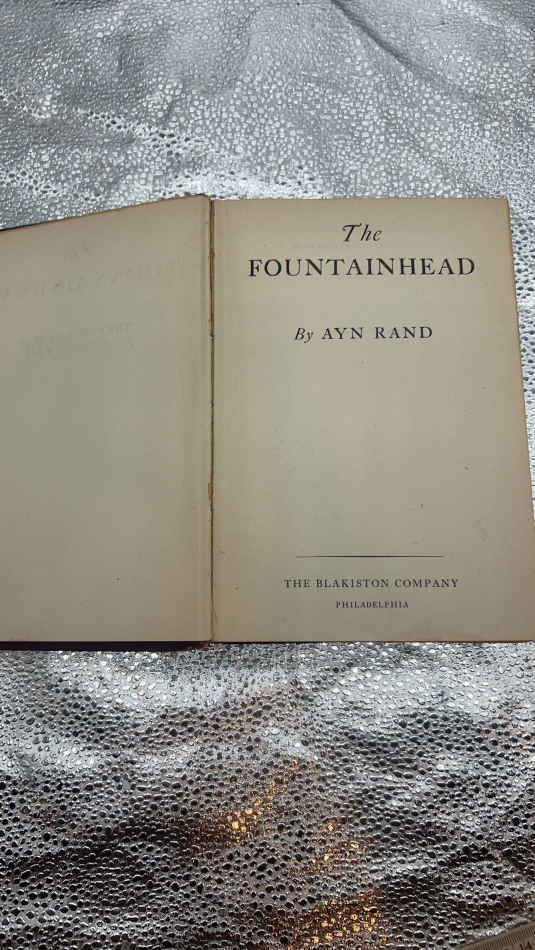 The
FOUNTAINHEAD
By AYN RAND
THE BLAKISTON COMPANY
PHILADELPHIA